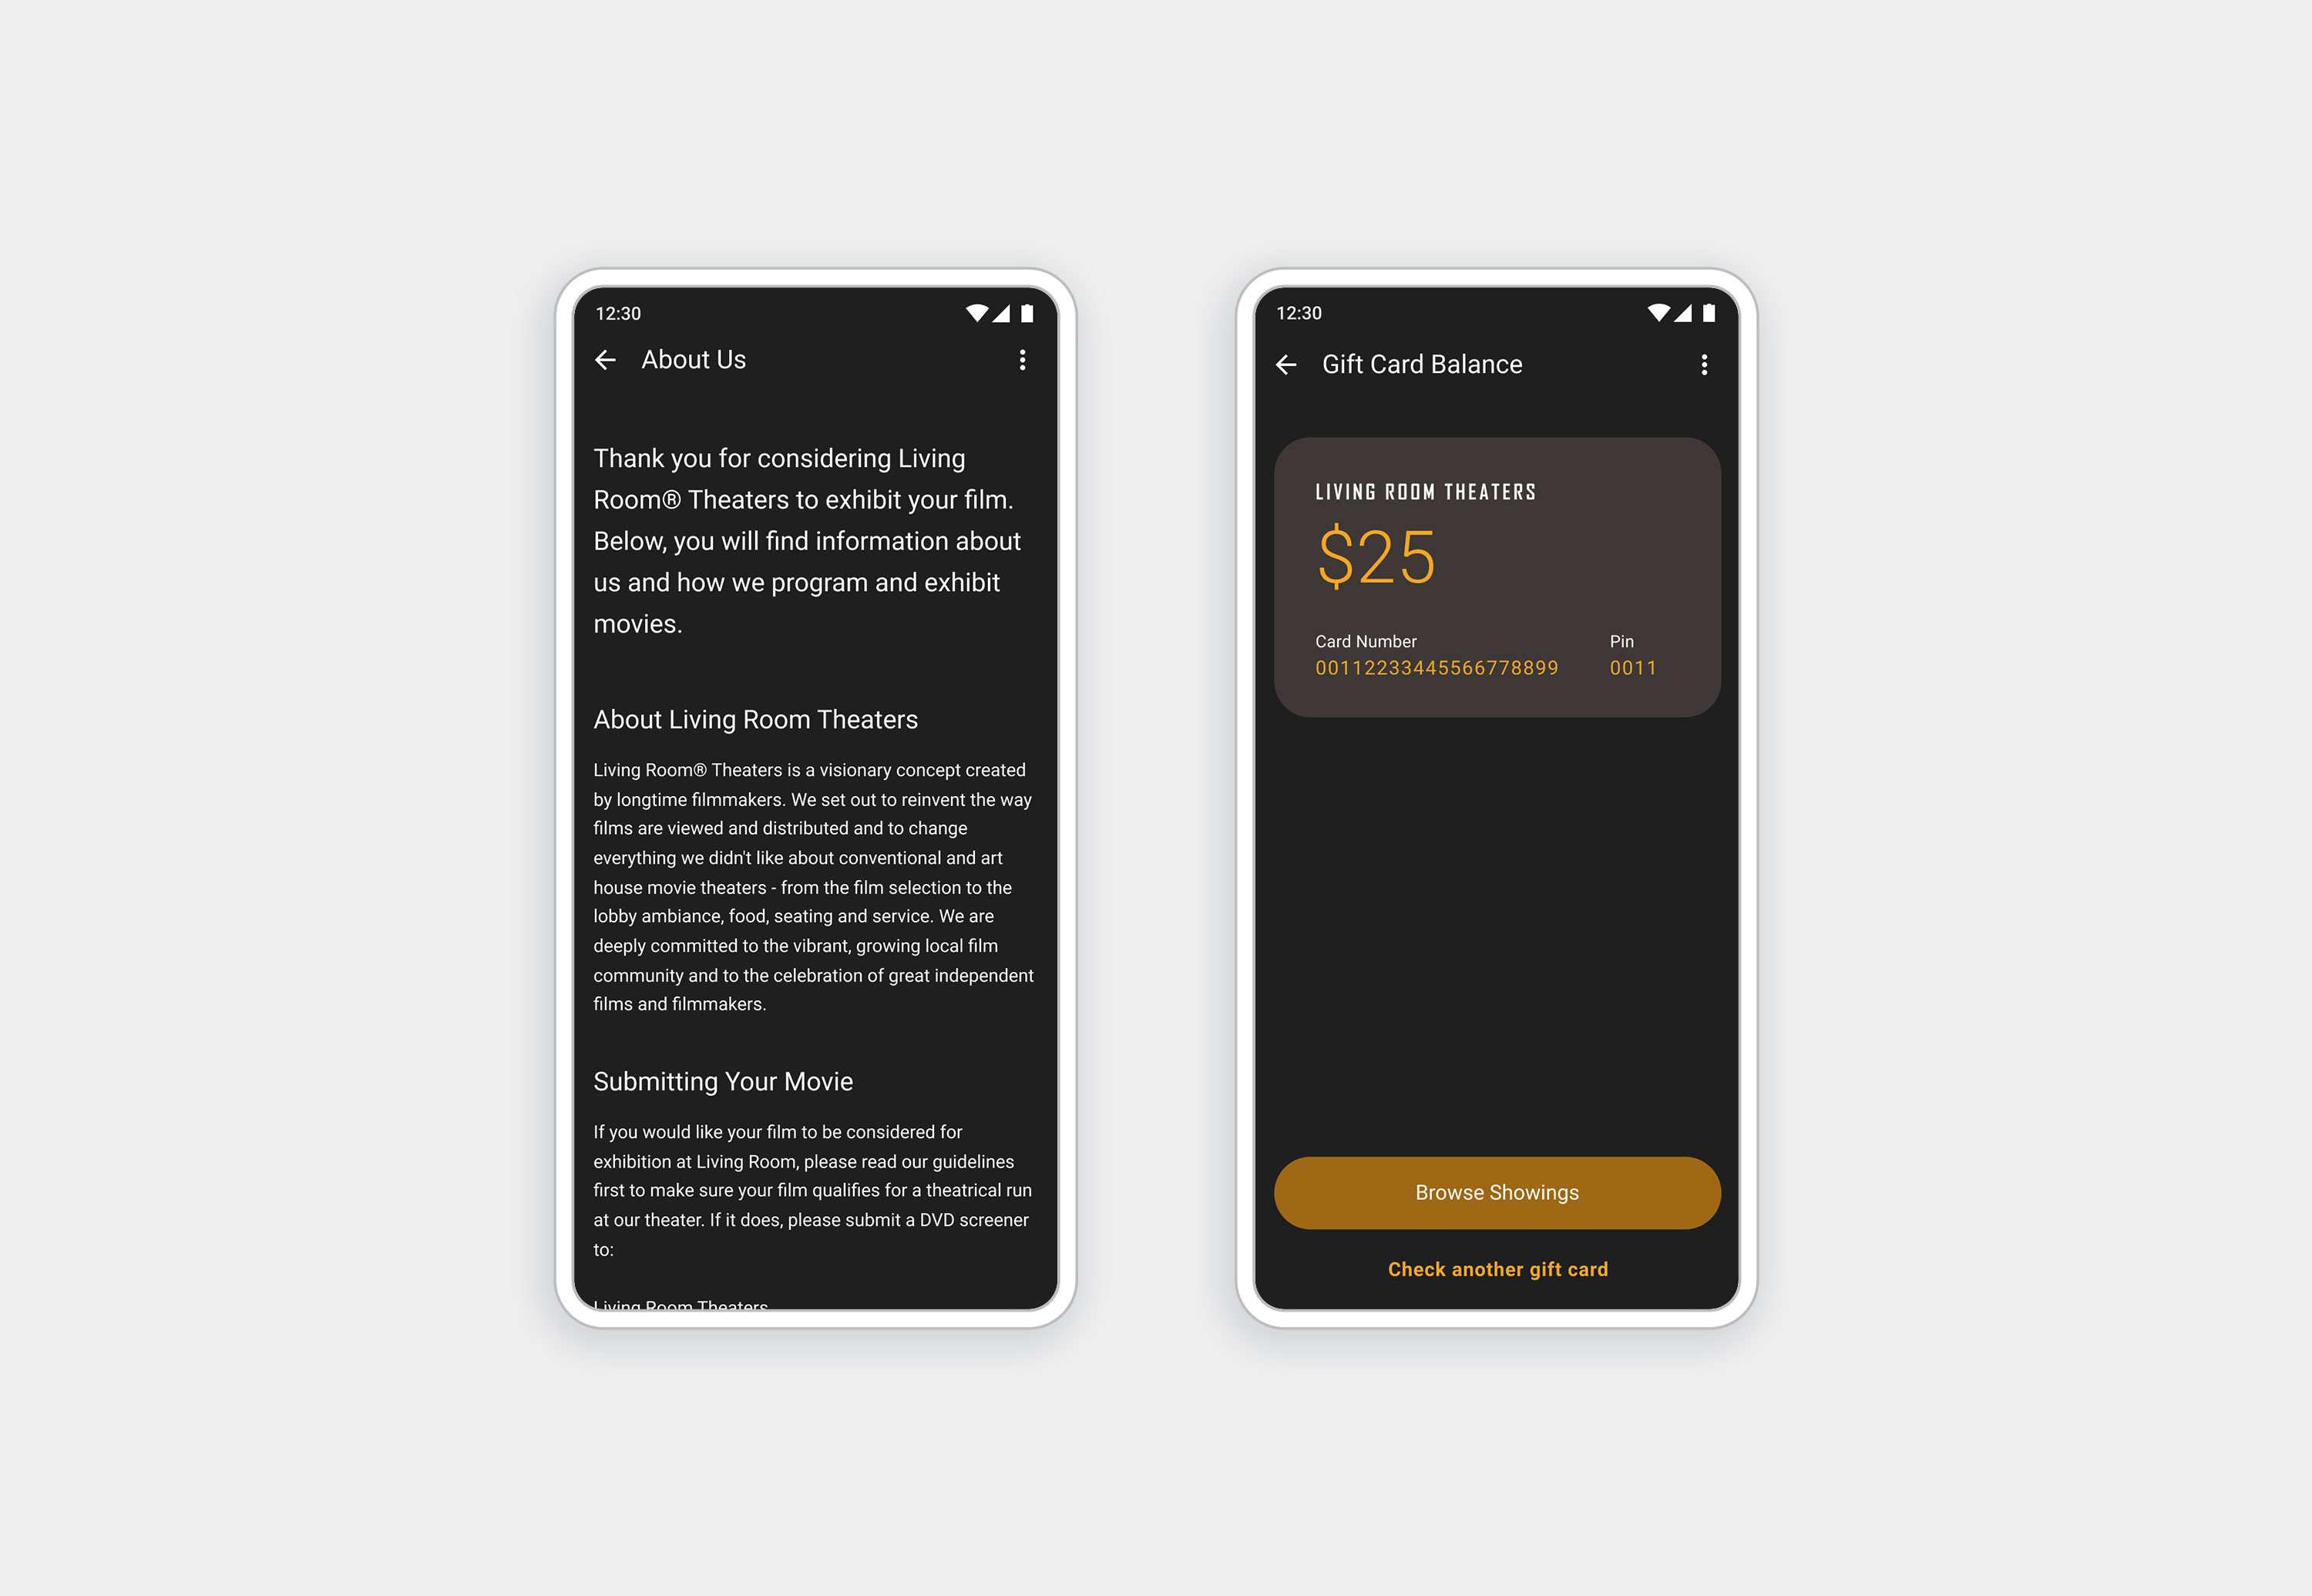 12:30
About Us
Thank you for considering Living
Room® Theaters to exhibit your film.
Below, you will find information about
us and how we program and exhibit
movies.
About Living Room Theaters
Living Room® Theaters is a visionary concept created
by longtime filmmakers. We set out to reinvent the way
films are viewed and distributed and to change
everything we didn't like about conventional and art
house movie theaters - from the film selection to the
lobby ambiance, food, seating and service. We are
deeply committed to the vibrant, growing local film
community and to the celebration of great independent
films and filmmakers.
Submitting Your Movie
If you would like your film to be considered for
exhibition at Living Room, please read our guidelines
first to make sure your film qualifies for a theatrical run
at our theater. If it does, please submit a DVD screener
to:
Living Room Theaters
12:30
Gift Card Balance
LIVING ROOM THEATERS
$25
Card Number
00112233445566778899
Pin
0011
Browse Showings
Check another gift card